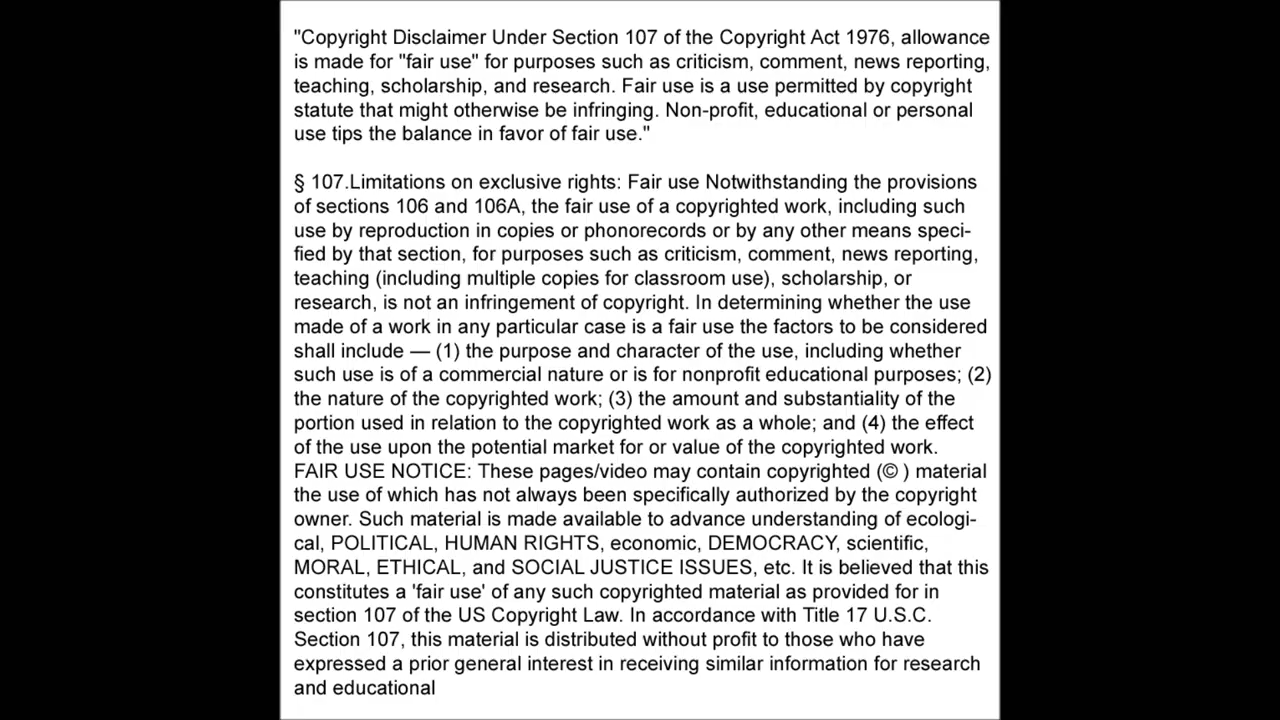 "Copyright Disclaimer Under Section 107 of the Copyright Act 1976, allowance
is made for "fair use" for purposes such as criticism, comment, news reporting,
teaching, scholarship, and research. Fair use is a use permitted by copyright
statute that might otherwise be infringing. Non-profit, educational or personal
use tips the balance in favor of fair use."
§ 107.Limitations on exclusive rights: Fair use Notwithstanding the provisions
of sections 106 and 106A, the fair use of a copyrighted work, including such
use by reproduction in copies or phonorecords or by any other means speci-
fied by that section, for purposes such as criticism, comment, news reporting,
teaching (including multiple copies for classroom use), scholarship, or
research, is not an infringement of copyright. In determining whether the use
made of a work in any particular case is a fair use the factors to be considered
shall include — (1) the purpose and character of the use, including whether
such use is of a commercial nature or is for nonprofit educational purposes; (2)
the nature of the copyrighted work; (3) the amount and substantiality of the
portion used in relation to the copyrighted work as a whole; and (4) the effect
of the use upon the potential market for or value of the copyrighted work.
FAIR USE NOTICE: These pages/video may contain copyrighted (© ) material
the use of which has not always been specifically authorized by the copyright
owner. Such material is made available to advance understanding of ecologi-
cal, POLITICAL, HUMAN RIGHTS, economic, DEMOCRACY, scientific,
MORAL, ETHICAL, and SOCIAL JUSTICE ISSUES, etc. It is believed that this
constitutes a 'fair use' of any such copyrighted material as provided for in
section 107 of the US Copyright Law. In accordance with Title 17 U.S.C.
Section 107, this material is distributed without profit to those who have
expressed a prior general interest in receiving similar information for research
and educational